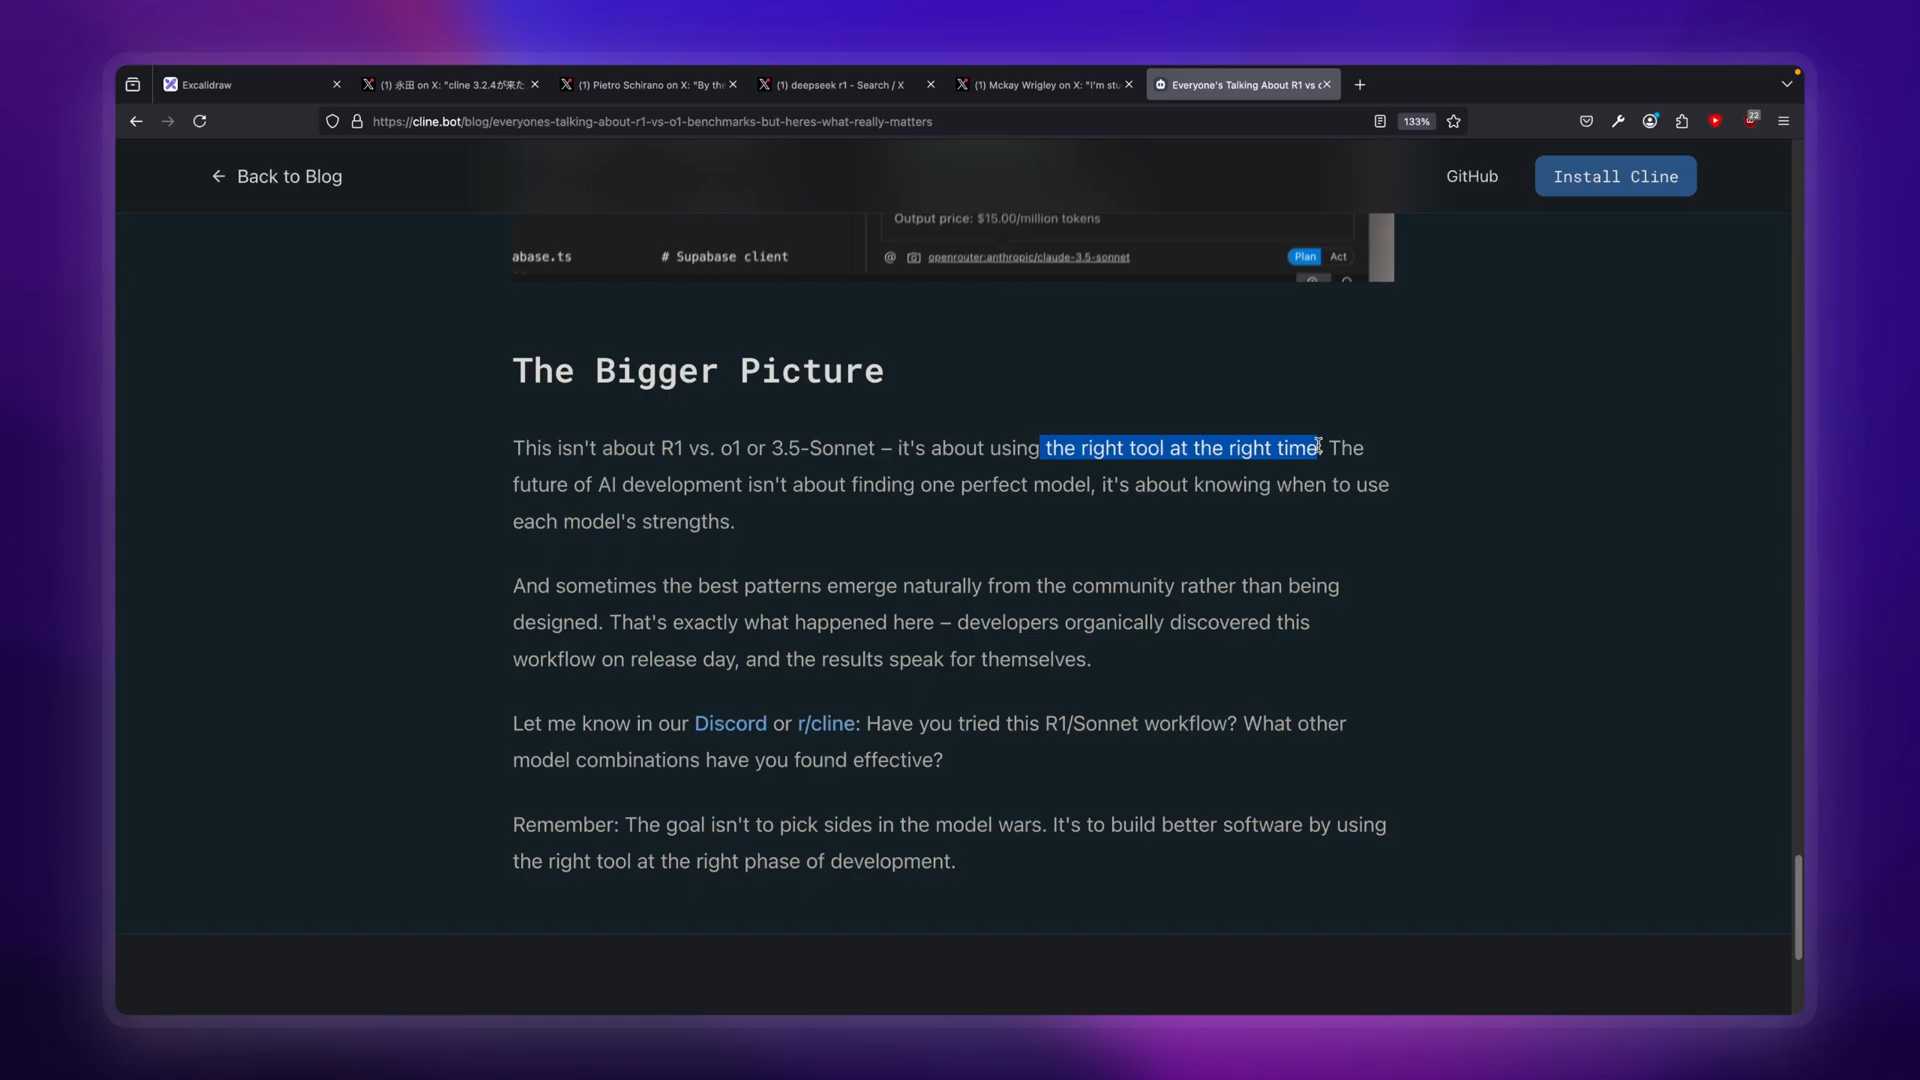 Excalidraw
(1) 永田 on X: "cline 3.2.4が来た
(1) Pietro Schirano on X: "By the
(1) deepseek r1 - Search / X
(1) Mckay Wrigley on X: "I'm stu
Everyone's Talking About R1 vs o
https://cline.bot/blog/everyones-talking-about-r1-vs-o1-benchmarks-but-heres-what-really-matters
133%
22
Back to Blog
GitHub
Install Cline
Output price: $15.00/million tokens
abase.ts # Supabase client
@ openrouter:anthropic/claude-3.5-sonnet
Plan Act
The Bigger Picture
This isn't about R1 vs. o1 or 3.5-Sonnet – it's about using the right tool at the right time. The
future of AI development isn't about finding one perfect model, it's about knowing when to use
each model's strengths.
And sometimes the best patterns emerge naturally from the community rather than being
designed. That's exactly what happened here – developers organically discovered this
workflow on release day, and the results speak for themselves.
Let me know in our Discord or r/cline: Have you tried this R1/Sonnet workflow? What other
model combinations have you found effective?
Remember: The goal isn't to pick sides in the model wars. It's to build better software by using
the right tool at the right phase of development.